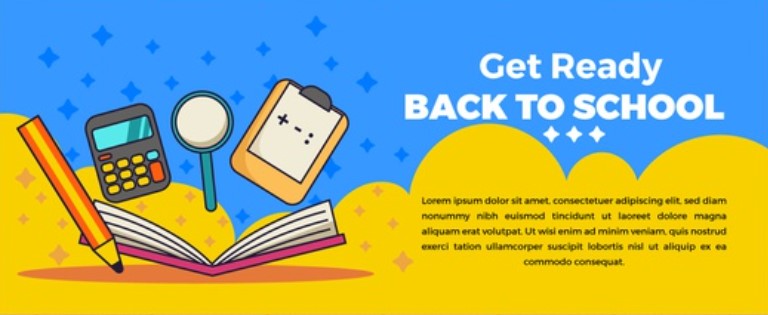 Get Ready
BACK TO SCHOOL
Lorem ipsum dolor sit amet, consectetuer adipiscing elit, sed diam
nonummy nibh euismod tincidunt ut laoreet dolore magna
aliquam erat volutpat. Ut wisi enim ad minim veniam, quis nostrud
exerci tation ullamcorper suscipit lobortis nisl ut aliquip ex ea
commodo consequat.
+ - ÷